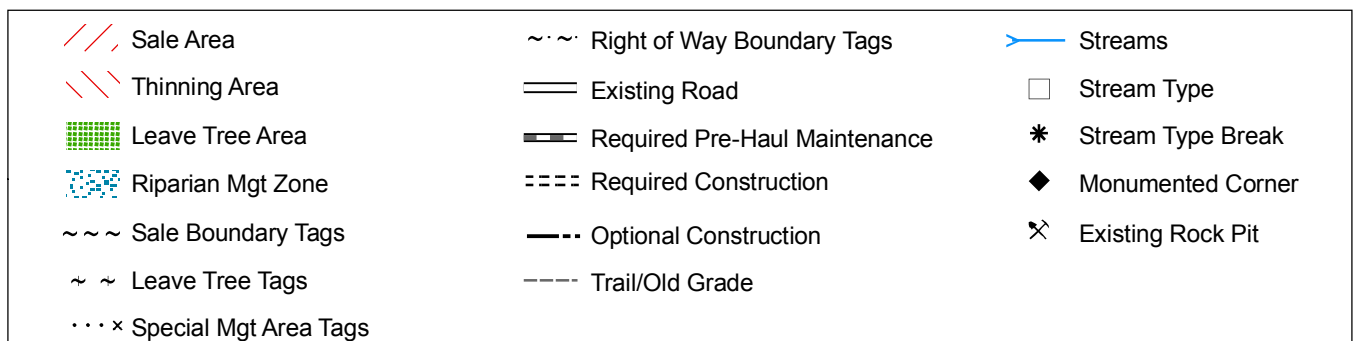 Sale Area
Thinning Area
Leave Tree Area
Riparian Mgt Zone
Sale Boundary Tags
Leave Tree Tags
Special Mgt Area Tags
Right of Way Boundary Tags
Existing Road
Required Pre-Haul Maintenance
Required Construction
Optional Construction
Trail/Old Grade
Streams
Stream Type
Stream Type Break
Monumented Corner
Existing Rock Pit